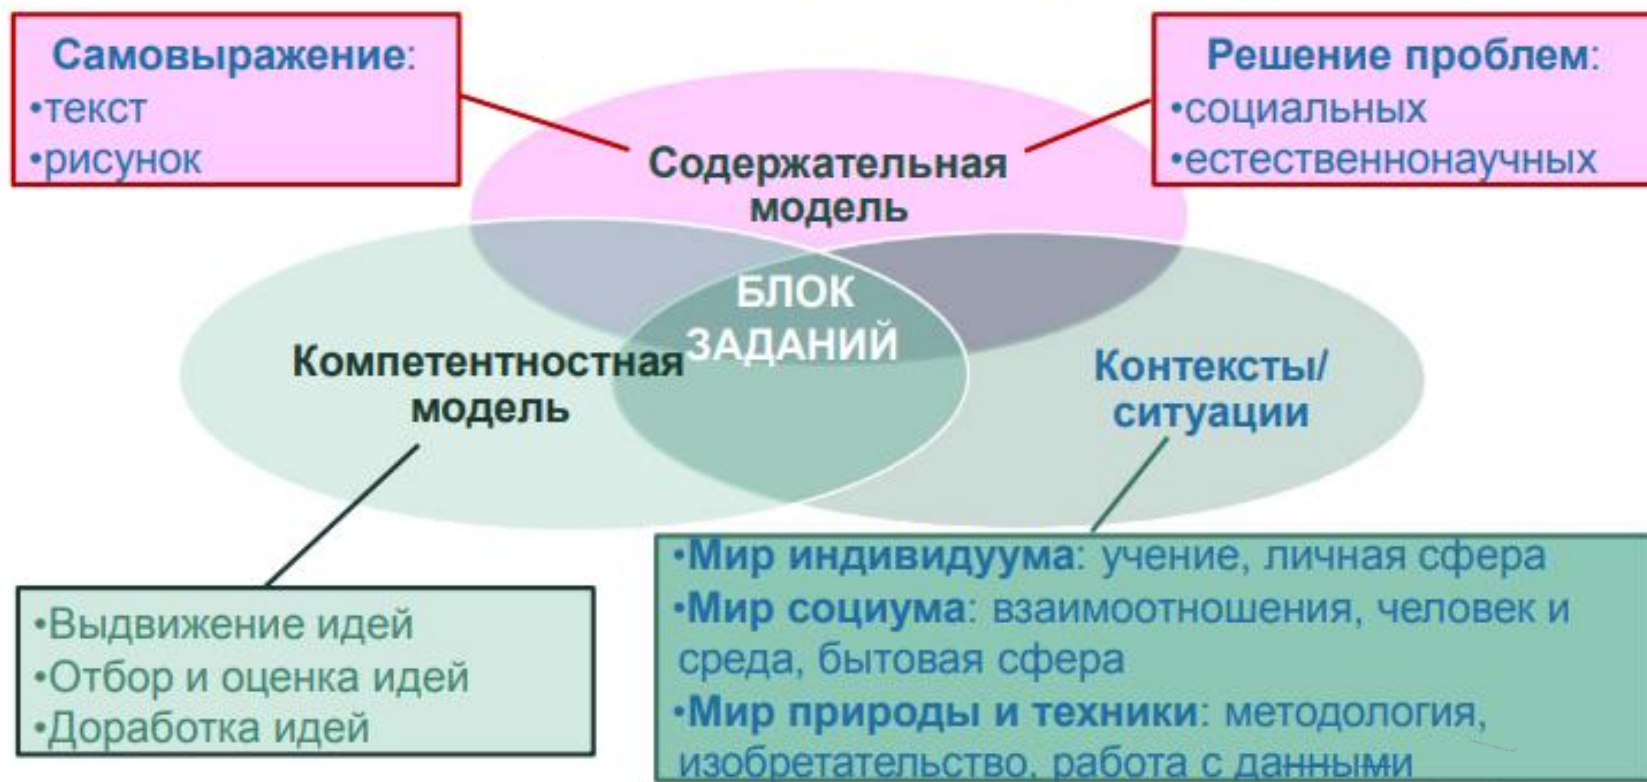 Самовыражение:
•текст
•рисунок
Решение проблем:
•социальных
•естественнонаучных
Содержательная
модель
БЛОК
ЗАДАНИЙ
Компетентностная
модель
Контексты/
ситуации
•Выдвижение идей
•Отбор и оценка идей
•Доработка идей
•Мир индивидуума: учение, личная сфера
•Мир социума: взаимоотношения, человек и
среда, бытовая сфера
•Мир природы и техники: методология,
изобретательство, работа с данными